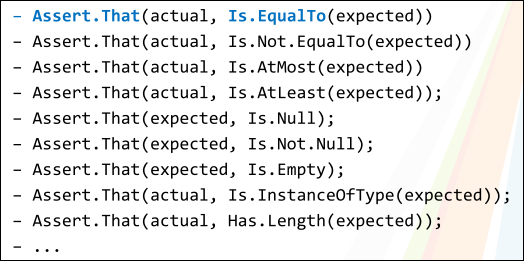 – Assert.That(actual, Is.EqualTo(expected))
– Assert.That(actual, Is.Not.EqualTo(expected))
– Assert.That(actual, Is.AtMost(expected))
– Assert.That(actual, Is.AtLeast(expected));
– Assert.That(expected, Is.Null);
– Assert.That(expected, Is.Not.Null);
– Assert.That(expected, Is.Empty);
– Assert.That(actual, Is.InstanceOfType(expected));
– Assert.That(actual, Has.Length(expected));
– ...